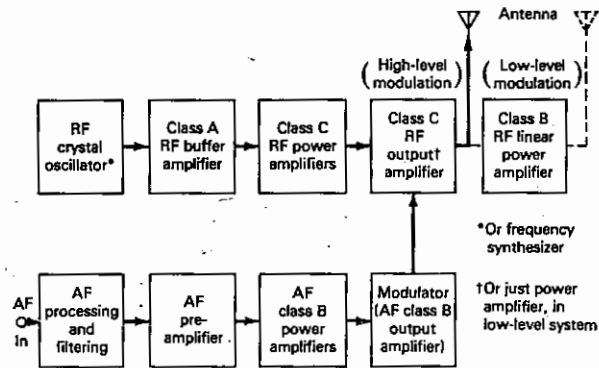 Antenna
(High-level
modulation)
(Low-level
modulation)
RF
crystal
oscillator*
Class A
RF buffer
amplifier
Class C
RF power
amplifiers
Class C
RF
output†
amplifier
Class B
RF linear
power
amplifier
*Or frequency
synthesizer
AF
In
AF
processing
and
filtering
AF
pre-
amplifier
AF
class B
power
amplifiers
Modulator
(AF class B
output
amplifier)
†Or just power
amplifier, in
low-level system